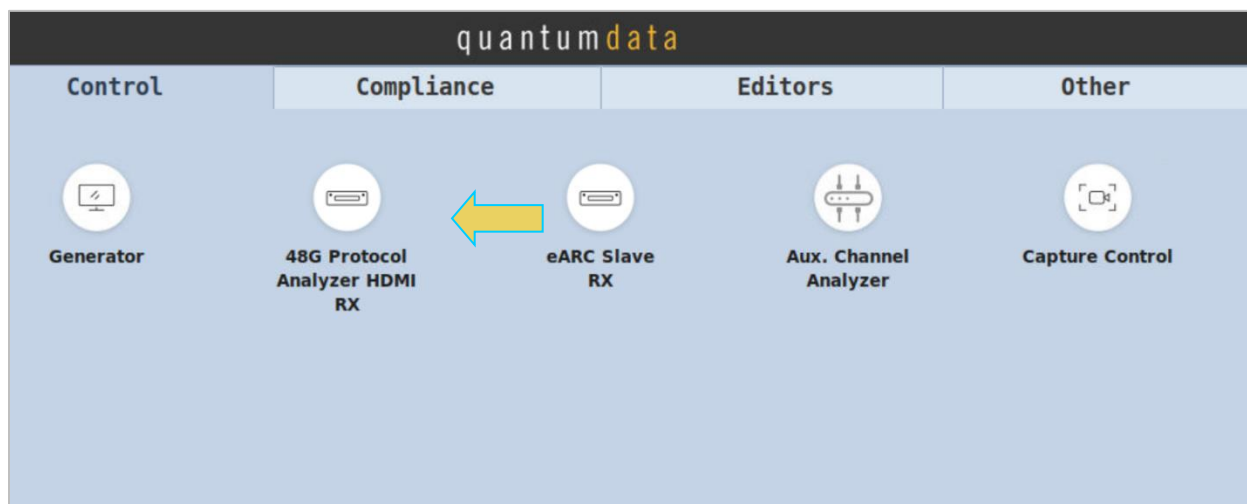 quantumdata
Control
Compliance
Editors
Other
Generator
48G Protocol
Analyzer HDMI
RX
eARC Slave
RX
Aux. Channel
Analyzer
Capture Control